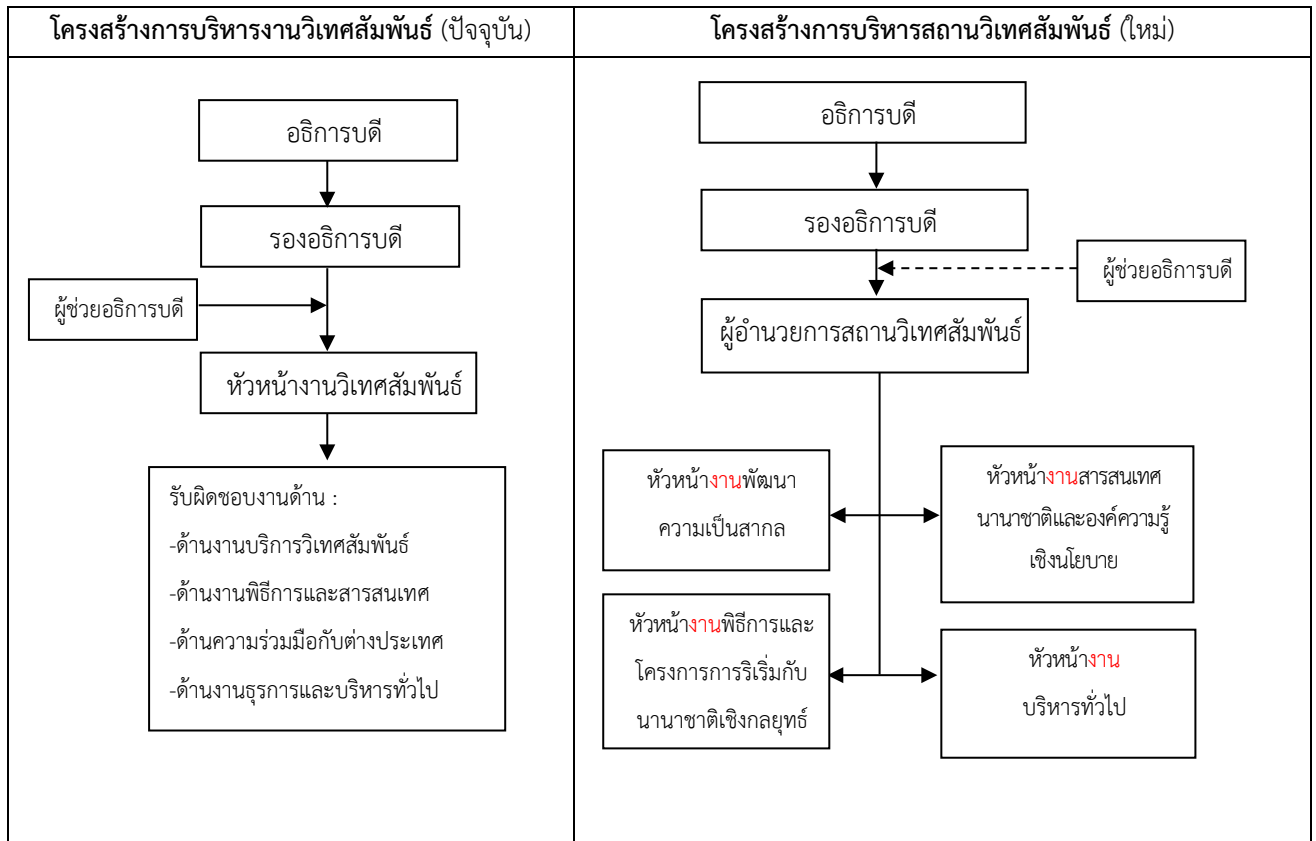 โครงสร้างการบริหารงานวิเทศสัมพันธ์ (ปัจจุบัน)
อธิการบดี
รองอธิการบดี
ผู้ช่วยอธิการบดี
หัวหน้างานวิเทศสัมพันธ์
รับผิดชอบงานด้าน :
-ด้านงานบริการวิเทศสัมพันธ์
-ด้านงานพิธีการและสารสนเทศ
-ด้านความร่วมมือกับต่างประเทศ
-ด้านงานธุรการและบริหารทั่วไป
โครงสร้างการบริหารสถานวิเทศสัมพันธ์ (ใหม่)
อธิการบดี
รองอธิการบดี
ผู้ช่วยอธิการบดี
ผู้อำนวยการสถานวิเทศสัมพันธ์
หัวหน้างานพัฒนา
ความเป็นสากล
หัวหน้างานสารสนเทศ
นานาชาติและองค์ความรู้
เชิงนโยบาย
หัวหน้างานพิธีการและ
โครงการการริเริ่มกับ
นานาชาติเชิงกลยุทธ์
หัวหน้างาน
บริหารทั่วไป